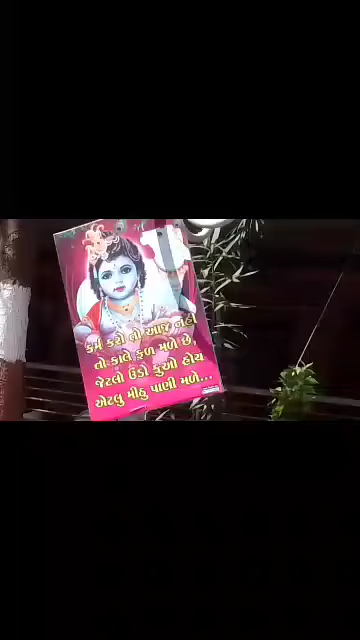 કર્મ કરો તો આજ નહીં
તો કાલે ફળ મળે છે,
જેટલો ઉંડો કુઓ હોય
એટલુ મીઠુ પાણી મળે...